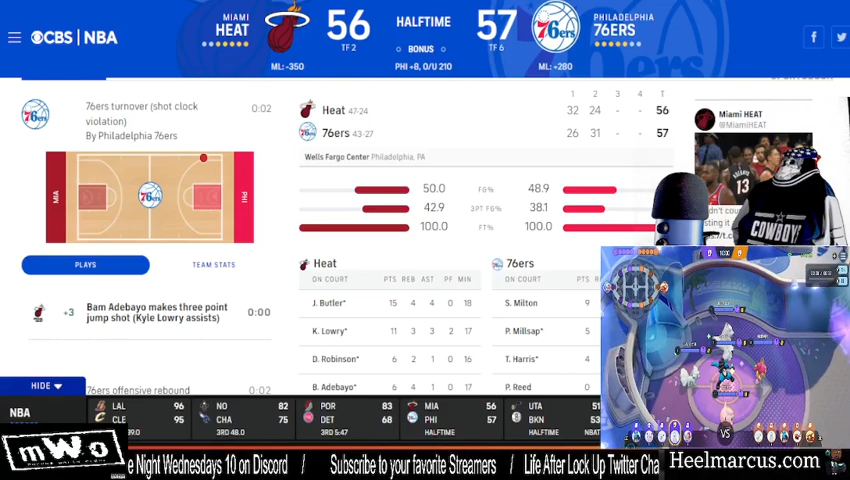 CBS | NBA
MIAMI
HEAT
56
TF 2
ML: -350
HALFTIME
BONUS
PHI +8, O/U 210
57
TF 6
76ers
PHILADELPHIA
76ERS
ML: +280
76ers turnover (shot clock
violation)
By Philadelphia 76ers
0:02
MIA
76ers
PHI
PLAYS
TEAM STATS
+3
Bam Adebayo makes three point
jump shot (Kyle Lowry assists)
0:00
HIDE
76ers offensive rebound
0:02
1 2 3 4 T
Heat 47-24 32 24 - - 56
76ers 43-27 26 31 - - 57
Wells Fargo Center Philadelphia, PA
50.0 FG% 48.9
42.9 3PT FG% 38.1
100.0 FT% 100.0
Heat
ON COURT PTS REB AST PF MIN
J. Butler* 15 4 4 0 18
K. Lowry* 11 3 3 2 17
D. Robinson* 6 2 1 0 16
B. Adebayo* 6 4 1 0 17
76ers
ON COURT PTS
S. Milton 9
P. Millsap* 5
T. Harris* 4
P. Reed 0
Miami HEAT
@MiamiHEAT
13
COWBOYS
VS
NBA
LAL 96
CLE 95
NO 82
CHA 75
3RD 48.0
POR 83
DET 68
3RD 5:47
MIA 56
PHI 57
HALFTIME
UTA 51
BKN 53
HALFTIME
mWo
e Night Wednesdays 10 on Discord / Subscribe to your favorite Streamers / Life After Lock Up Twitter Cha
Heelmarcus.com